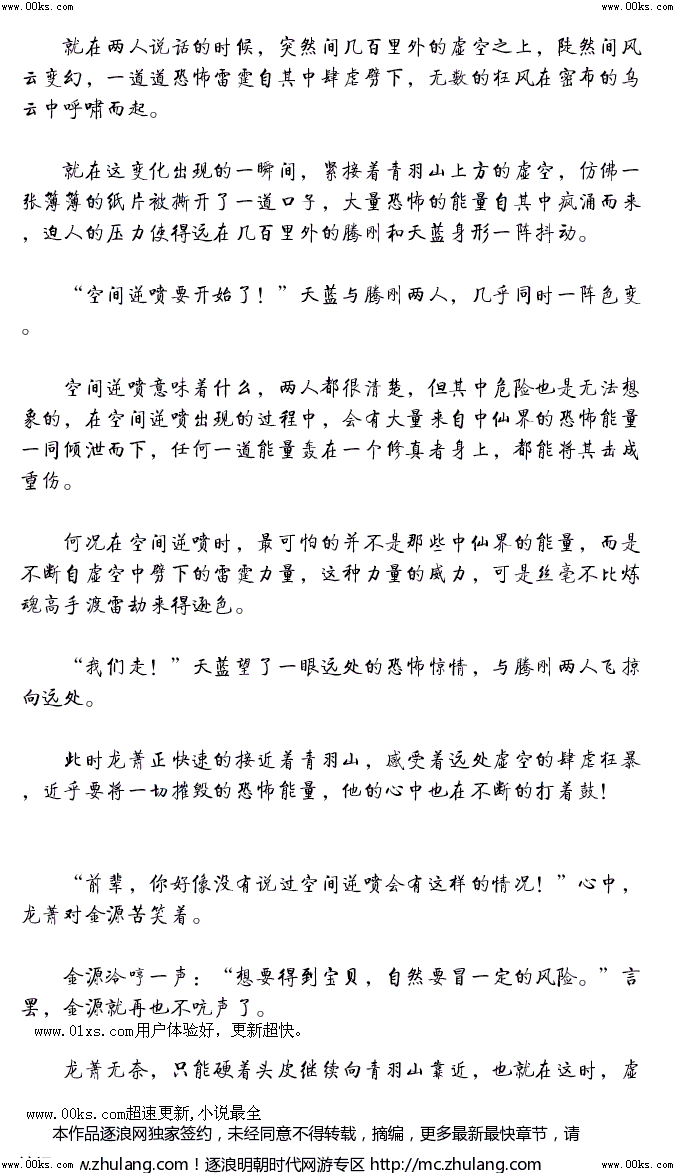 www.00ks.com www.00ks.com
就在两人说话的时候，突然间几百里外的虚空之上，陡然间风
云变幻，一道道恐怖雷霆自其中肆虐劈下，无数的狂风在密布的乌
云中呼啸而起。
就在这变化出现的一瞬间，紧接着青羽山上方的虚空，仿佛一
张薄薄的纸片被撕开了一道口子，大量恐怖的能量自其中疯涌而来
，迫人的压力使得远在几百里外的腾刚和天蓝身形一阵抖动。
“空间逆喷要开始了！”天蓝与腾刚两人，几乎同时一阵色变
。
空间逆喷意味着什么，两人都很清楚，但其中危险也是无法想
象的，在空间逆喷出现的过程中，会有大量来自中仙界的恐怖能量
一同倾泄而下，任何一道能量轰在一个修真者身上，都能将其击成
重伤。
何况在空间逆喷时，最可怕的并不是那些中仙界的能量，而是
不断自虚空中劈下的雷霆力量，这种力量的威力，可是丝毫不比炼
魂高手渡雷劫来得逊色。
“我们走！”天蓝望了一眼远处的恐怖惊情，与腾刚两人飞掠
向远处。
此时龙萧正快速的接近着青羽山，感受着远处虚空的肆虐狂暴
，近乎要将一切摧毁的恐怖能量，他的心中也在不断的打着鼓！
“前辈，你好像没有说过空间逆喷会有这样的情况！”心中，
龙萧对金源苦笑着。
金源冷哼一声：“想要得到宝贝，自然要冒一定的风险。”言
罢，金源就再也不吭声了。
www.01xs.com用户体验好，更新超快。
龙萧无奈，只能硬着头皮继续向青羽山靠近，也就在这时，虚
www.00ks.com超速更新,小说最全
本作品逐浪网独家签约，未经同意不得转载，摘编，更多最新最快章节，请
www.00ks.com v.zhulang.com！逐浪明朝时代网游专区 http://mc.zhulang.com/ www.00ks.com